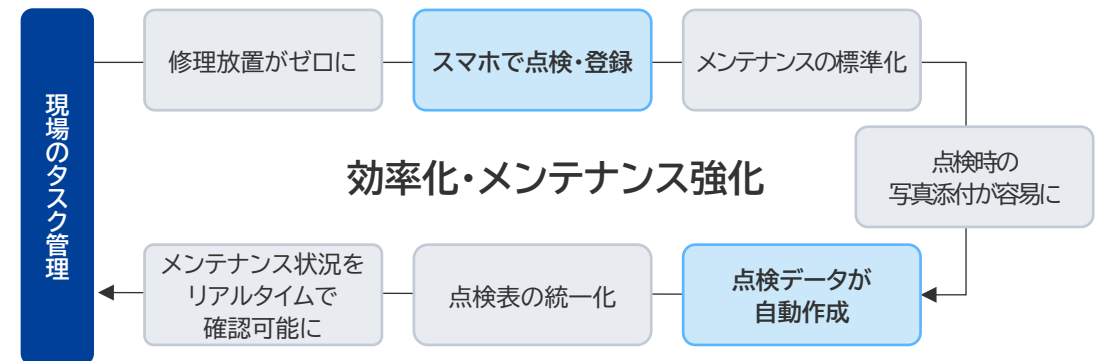 現場のタスク管理
修理放置がゼロに
スマホで点検・登録
メンテナンスの標準化
点検時の
写真添付が容易に
効率化・メンテナンス強化
点検データが
自動作成
点検表の統一化
メンテナンス状況を
リアルタイムで
確認可能に